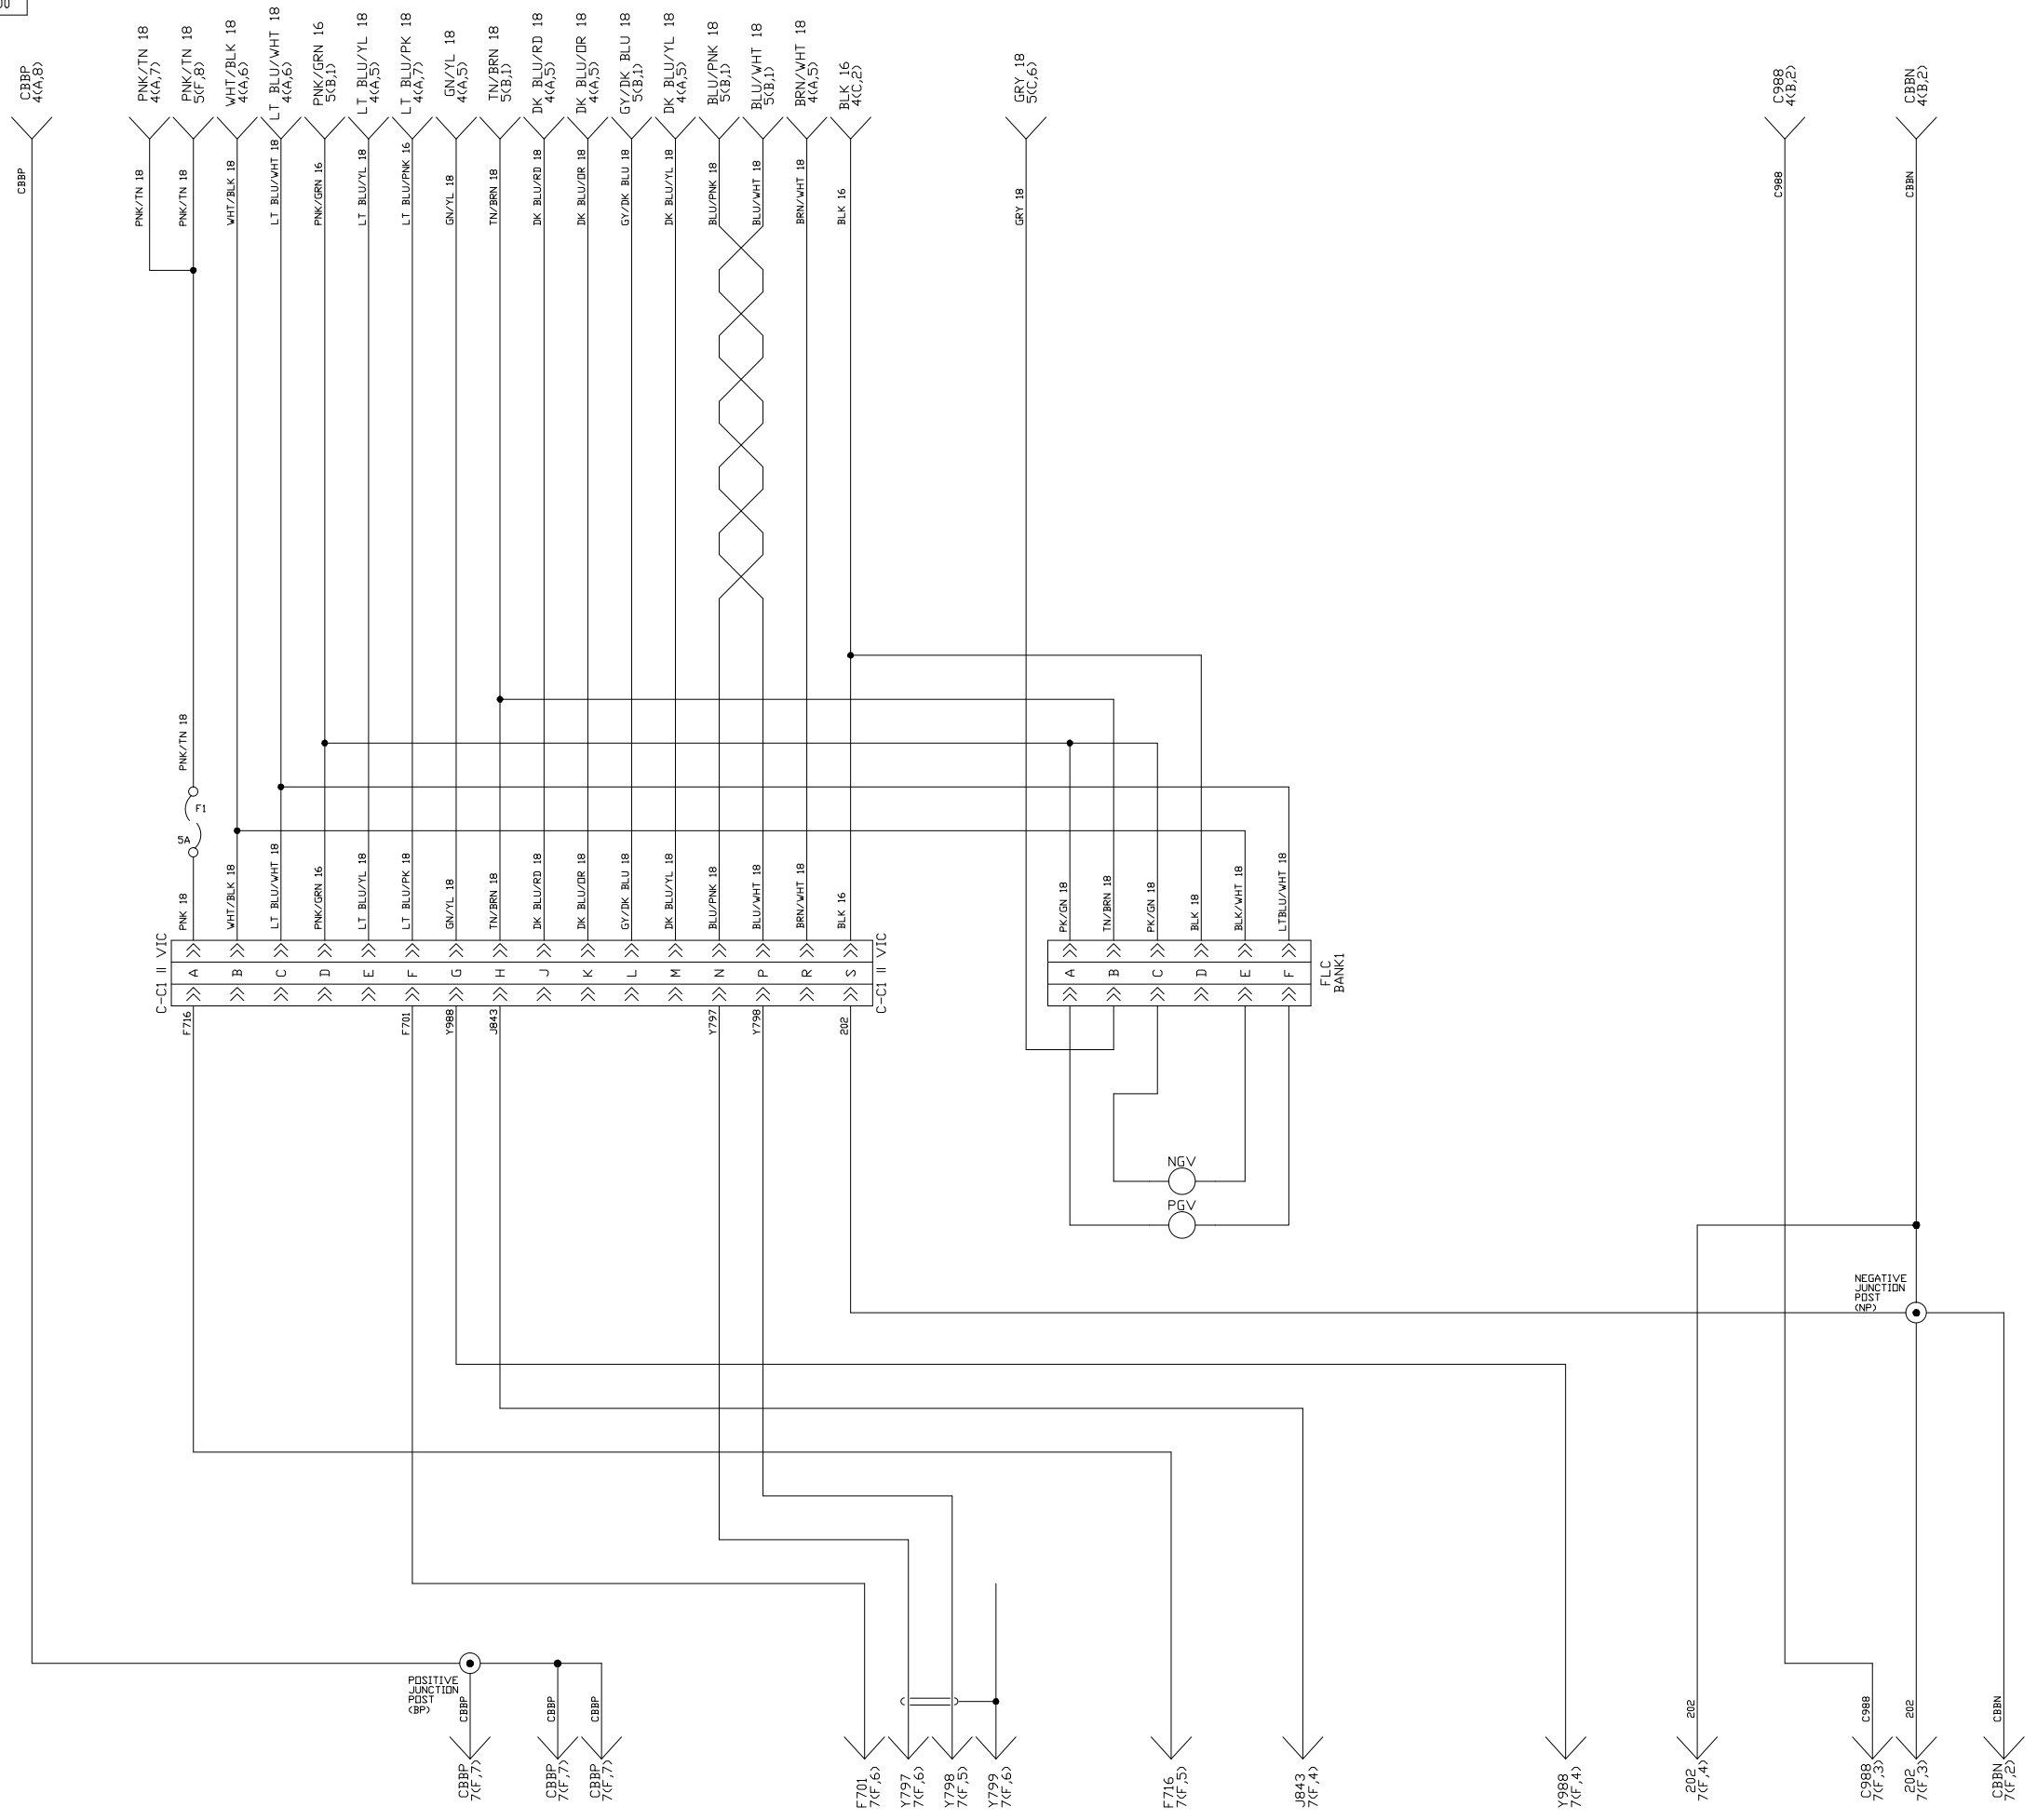 CBBP
4(A,8)
PNK/TN 18
4(A,7)
PNK/TN 18
5(F,8)
WHT/BLK 18
4(A,6)
LT BLU/WHT 18
4(A,6)
PNK/GRN 16
5(B,1)
LT BLU/YL 18
4(A,5)
LT BLU/PK 18
4(A,7)
GN/YL 18
4(A,5)
TN/BRN 18
5(B,1)
DK BLU/RD 18
4(A,5)
DK BLU/OR 18
4(A,5)
GY/DK BLU 18
5(B,1)
DK BLU/YL 18
4(A,5)
BLU/PNK 18
5(B,1)
BLU/WHT 18
5(B,1)
BRN/WHT 18
4(A,5)
BLK 16
4(C,2)
GRY 18
5(C,6)
C988
4(B,2)
CBBN
4(B,2)
CBBP
PNK/TN 18
PNK/TN 18
WHT/BLK 18
LT BLU/WHT 18
PNK/GRN 16
LT BLU/YL 18
LT BLU/PNK 16
GN/YL 18
TN/BRN 18
DK BLU/RD 18
DK BLU/OR 18
GY/DK BLU 18
DK BLU/YL 18
BLU/PNK 18
BLU/WHT 18
BRN/WHT 18
BLK 16
GRY 18
C988
CBBN
PNK/TN 18
F1
5A
PNK 18
WHT/BLK 18
LT BLU/WHT 18
PNK/GRN 16
LT BLU/YL 18
LT BLU/PK 18
GN/YL 18
TN/BRN 18
DK BLU/RD 18
DK BLU/OR 18
GY/DK BLU 18
DK BLU/YL 18
BLU/PNK 18
BLU/WHT 18
BRN/WHT 18
BLK 16
PK/GN 18
TN/BRN 18
PK/GN 18
BLK 18
BLK/WHT 18
LTBLU/WHT 18
C-C1 II VIC
A
B
C
D
E
F
G
H
J
K
L
M
N
P
R
S
C-C1 II VIC
A
B
C
D
E
F
FLC
BANK1
F716
F701
Y988
J843
Y797
Y798
202
NGV
PGV
NEGATIVE
JUNCTION
POST
(NP)
POSITIVE
JUNCTION
POST
(BP)
CBBP
CBBP
CBBP
202
C988
202
CBBN
CBBP
7(F,7)
CBBP
7(F,7)
CBBP
7(F,7)
F701
7(F,6)
Y797
7(F,6)
Y798
7(F,5)
Y799
7(F,6)
F716
7(F,5)
J843
7(F,4)
Y988
7(F,4)
202
7(F,4)
C988
7(F,3)
202
7(F,3)
CBBN
7(F,2)